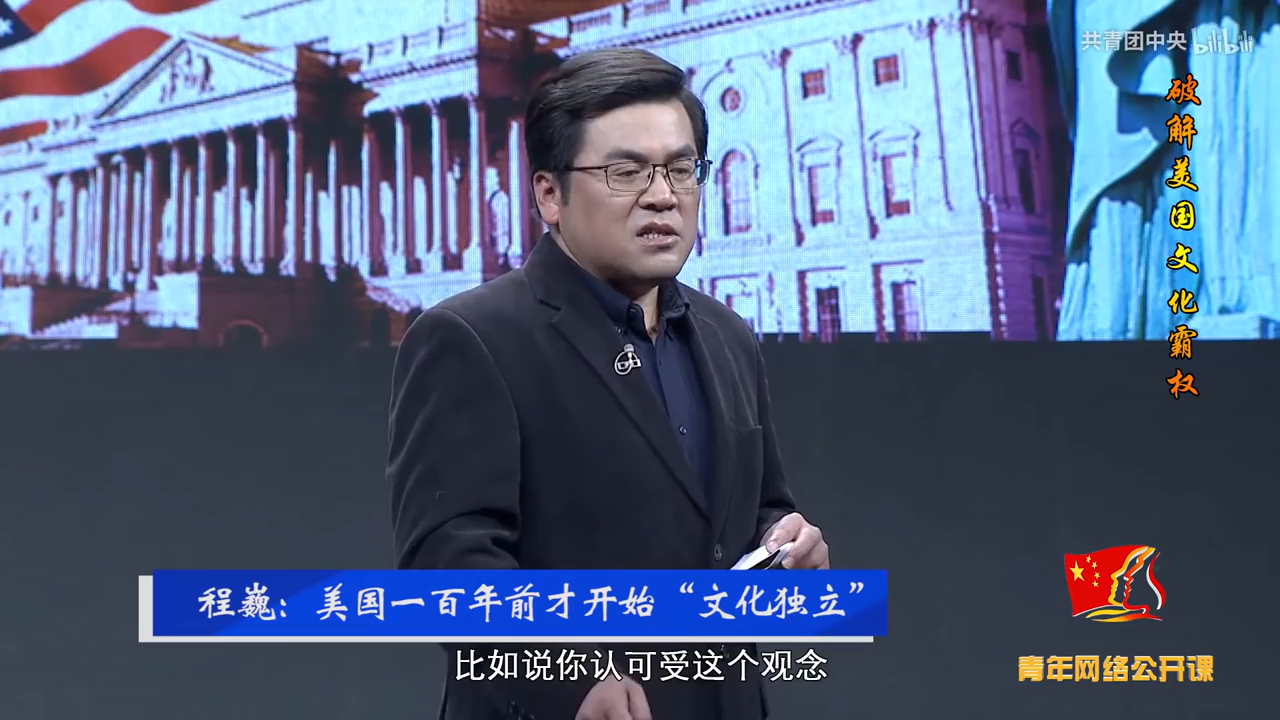 共青团中央 bilibili
破解美国文化霸权
程巍：美国一百年前才开始“文化独立”
比如说你认可受这个观念
青年网络公开课